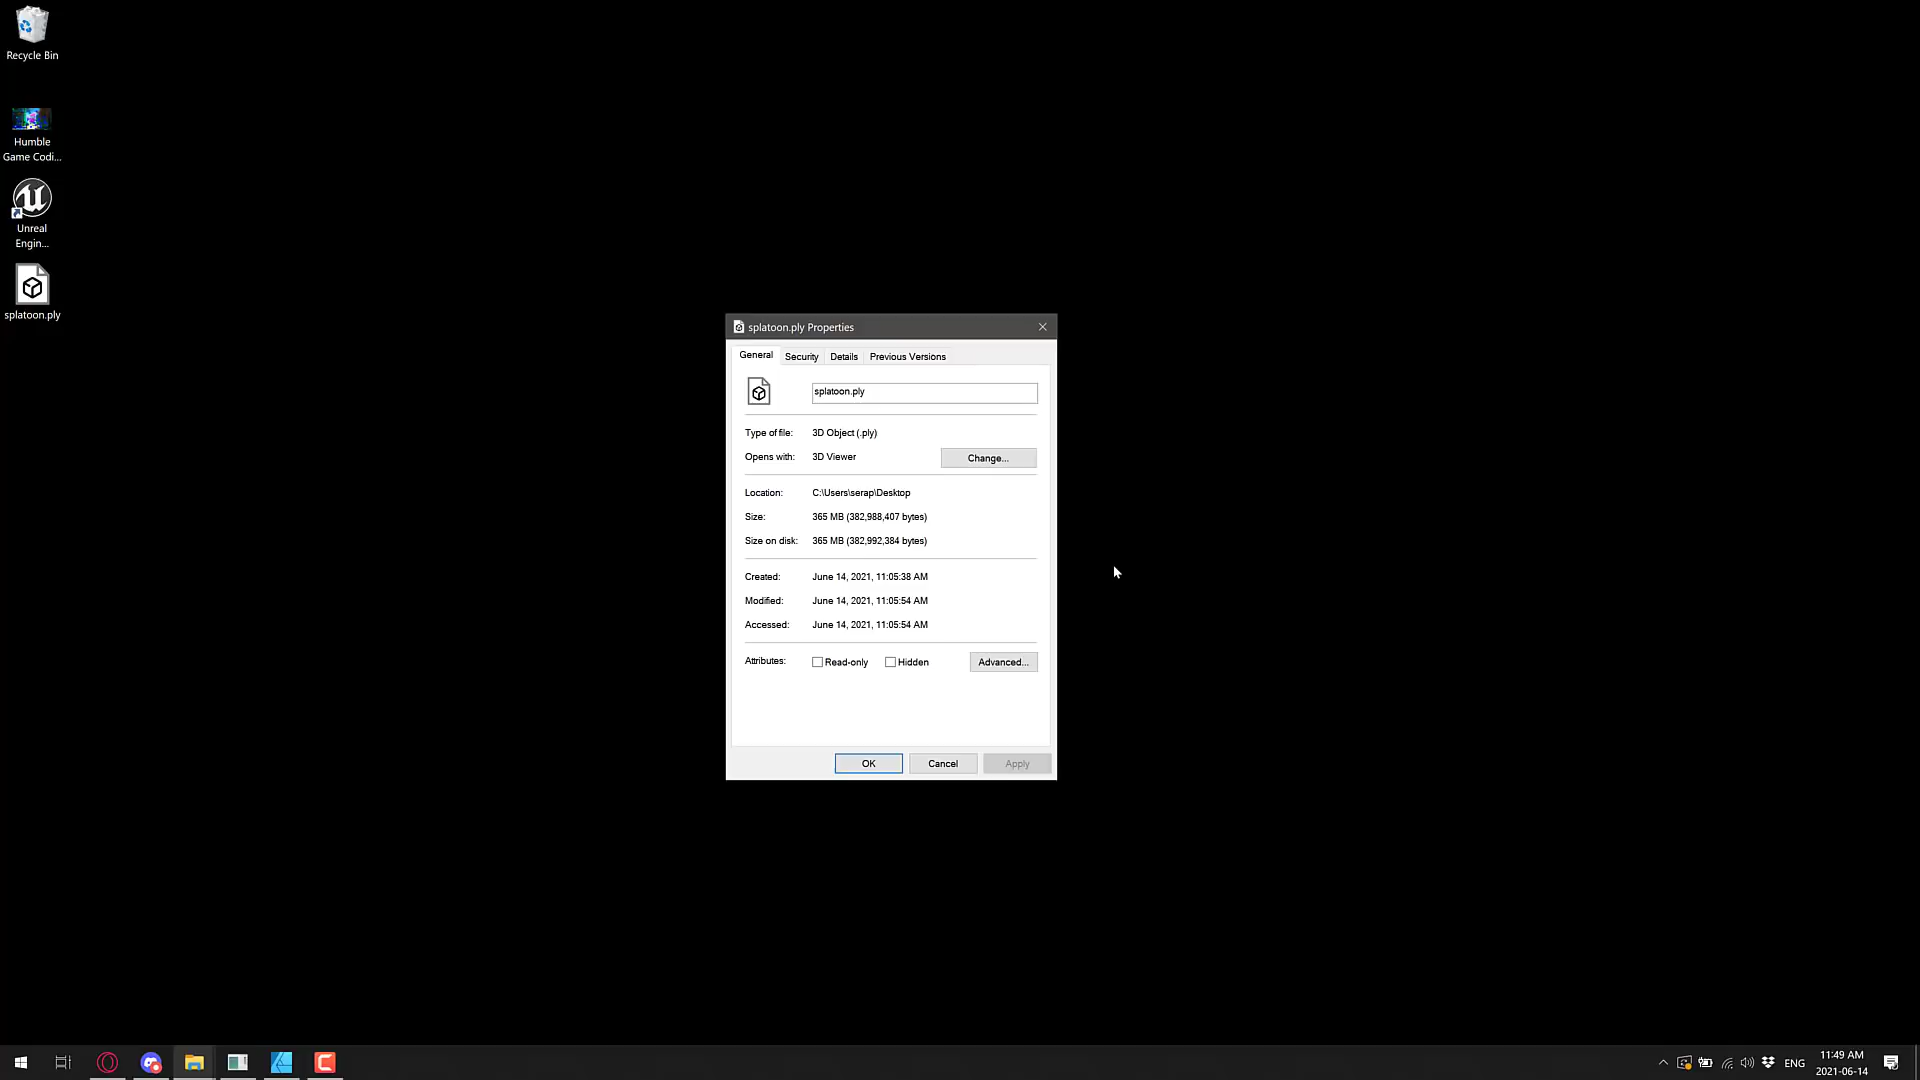 Recycle Bin
Humble
Game Codi...
Unreal
Engin...
splatoon.ply
splatoon.ply Properties
General Security Details Previous Versions
splatoon.ply
Type of file: 3D Object (.ply)
Opens with: 3D Viewer Change...
Location: C:\Users\serap\Desktop
Size: 365 MB (382,988,407 bytes)
Size on disk: 365 MB (382,992,384 bytes)
Created: June 14, 2021, 11:05:38 AM
Modified: June 14, 2021, 11:05:54 AM
Accessed: June 14, 2021, 11:05:54 AM
Attributes: Read-only Hidden Advanced...
OK Cancel Apply
ENG
11:49 AM
2021-06-14